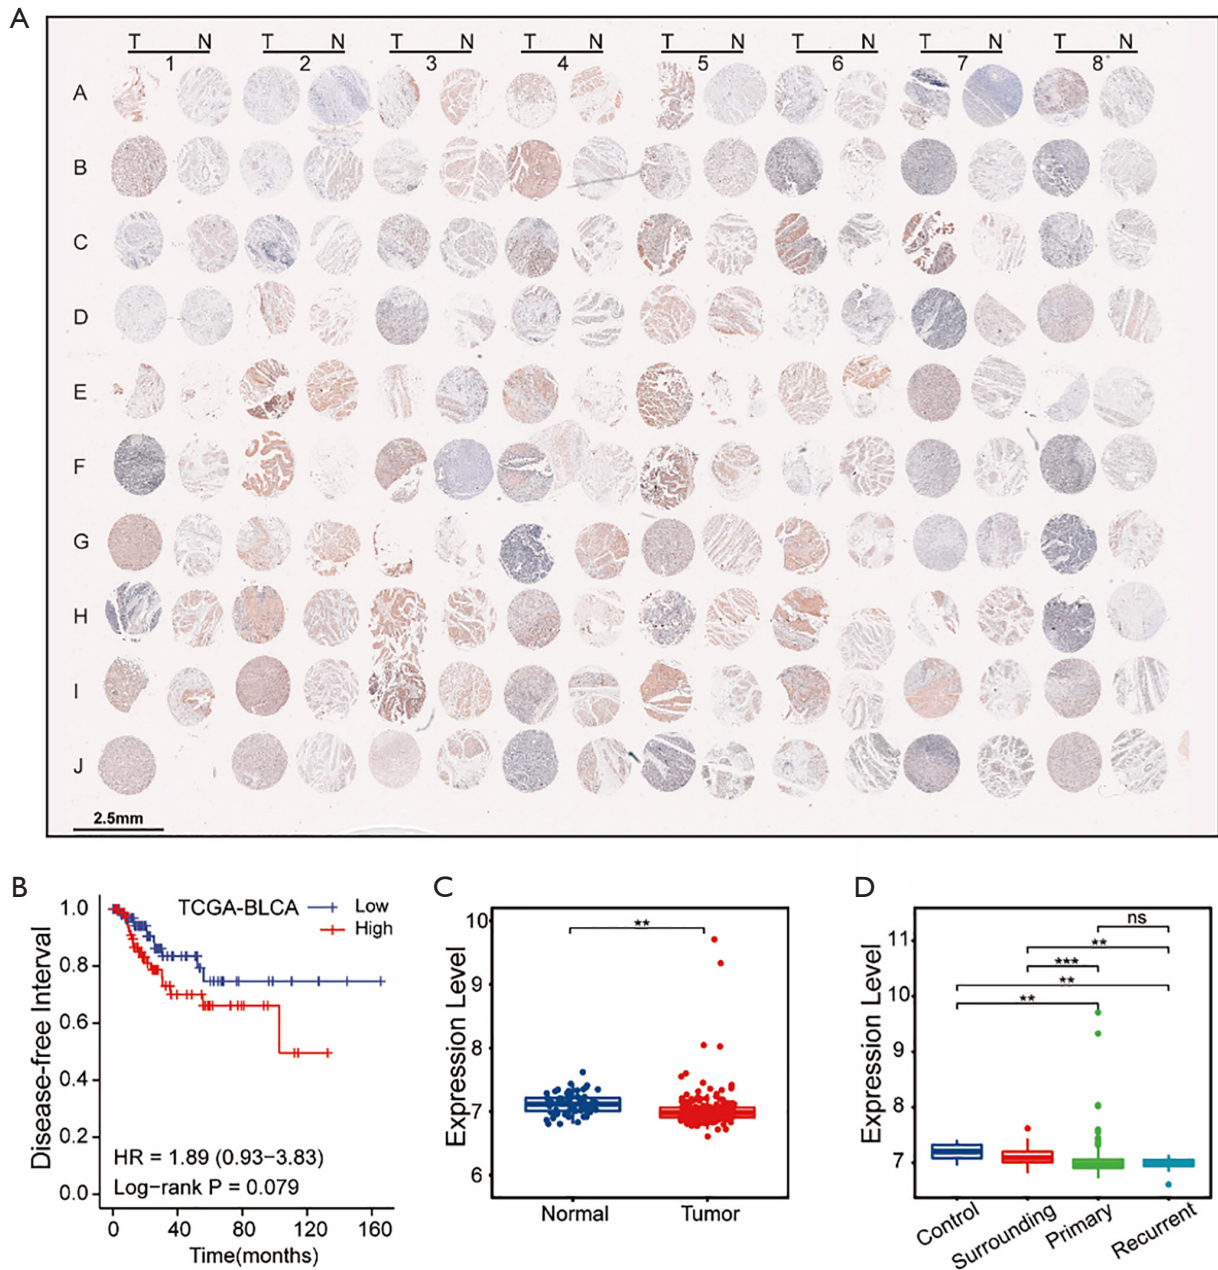 A
T N T N T N T N T N T N T N T N
1 2 3 4 5 6 7 8
A
B
C
D
E
F
G
H
I
J
2.5mm
B
TCGA-BLCA Low
High
Disease-free Interval
1.0
0.8
0.6
0.4
0.2
0.0
HR = 1.89 (0.93−3.83)
Log−rank P = 0.079
0 40 80 120 160
Time(months)
C
Expression Level
10
9
8
7
6
**
Normal Tumor
D
Expression Level
11
10
9
8
7
ns
**
***
**
**
Control Surrounding Primary Recurrent